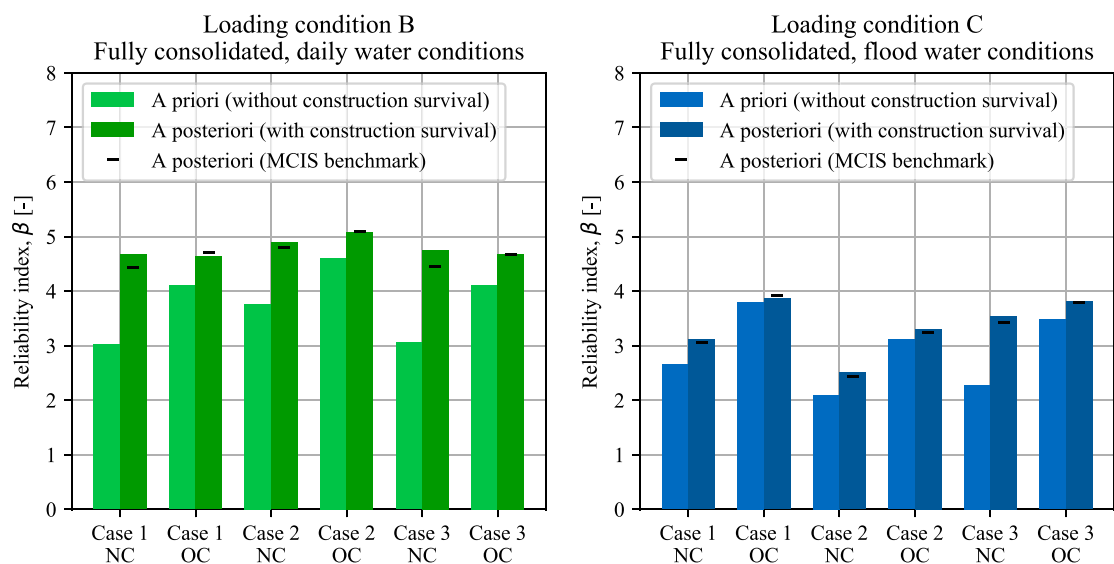 Loading condition B
Fully consolidated, daily water conditions
8
7
6
5
4
3
2
1
0
Reliability index, β [-]
A priori (without construction survival)
A posteriori (with construction survival)
A posteriori (MCIS benchmark)
Case 1 Case 1 Case 2 Case 2 Case 3 Case 3
NC OC NC OC NC OC
Loading condition C
Fully consolidated, flood water conditions
8
7
6
5
4
3
2
1
0
Reliability index, β [-]
A priori (without construction survival)
A posteriori (with construction survival)
A posteriori (MCIS benchmark)
Case 1 Case 1 Case 2 Case 2 Case 3 Case 3
NC OC NC OC NC OC